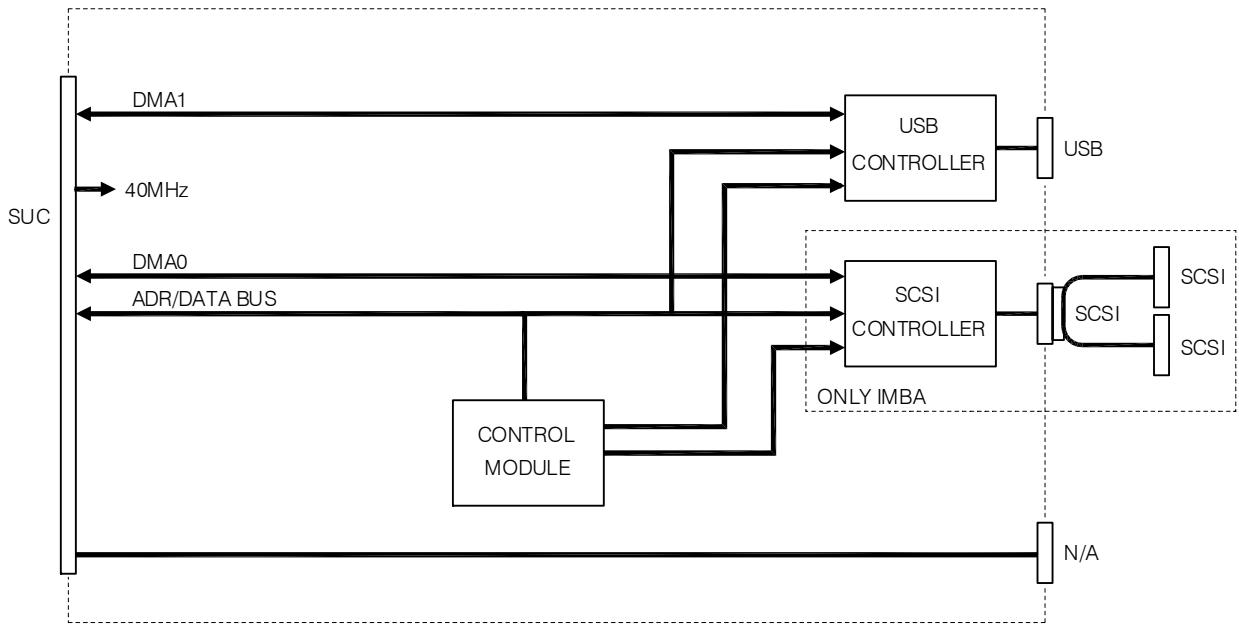 DMA1
USB
CONTROLLER
USB
40MHz
SUC
DMA0
SCSI
ADR/DATA BUS
SCSI
CONTROLLER
SCSI
SCSI
ONLY IMBA
CONTROL
MODULE
N/A